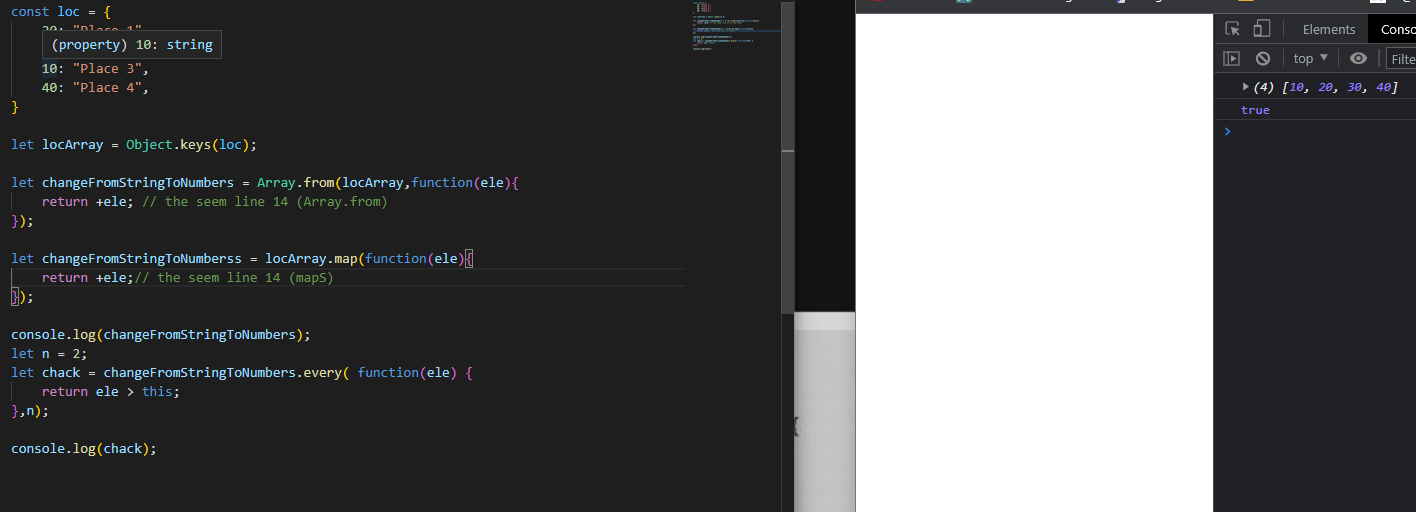 const loc = {
20: "Place 1"
(property) 10: string
10: "Place 3",
40: "Place 4",
}
let locArray = Object.keys(loc);
let changeFromStringToNumbers = Array.from(locArray,function(ele){
return +ele; // the seem line 14 (Array.from)
});
let changeFromStringToNumberss = locArray.map(function(ele){
return +ele;// the seem line 14 (mapS)
});
console.log(changeFromStringToNumbers);
let n = 2;
let chack = changeFromStringToNumbers.every( function(ele) {
return ele > this;
},n);
console.log(chack);
{
Elements Conso
top Filte
(4) [10, 20, 30, 40]
true